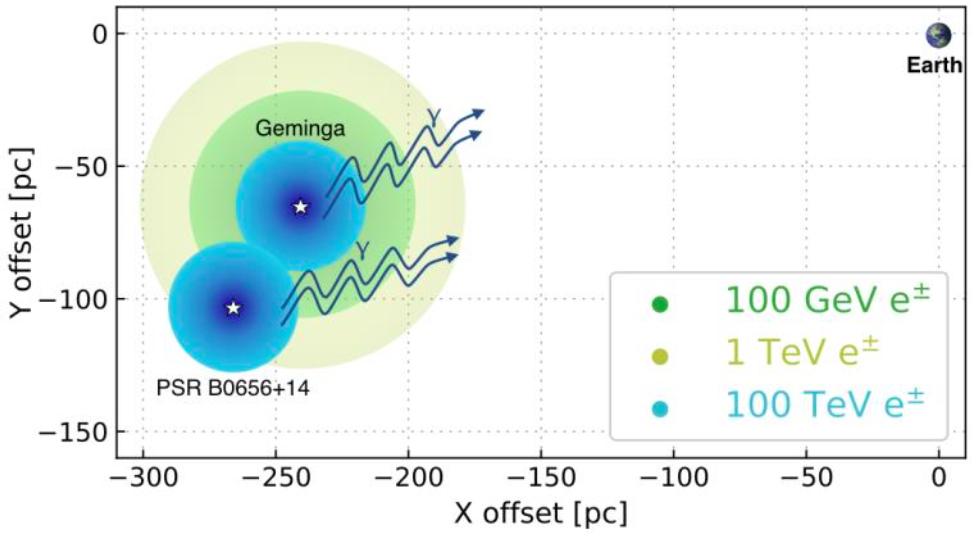 0
Earth
Geminga
γ
−50
γ
Y offset [pc]
−100
100 GeV e±
1 TeV e±
PSR B0656+14
100 TeV e±
−150
−300 −250 −200 −150 −100 −50 0
X offset [pc]